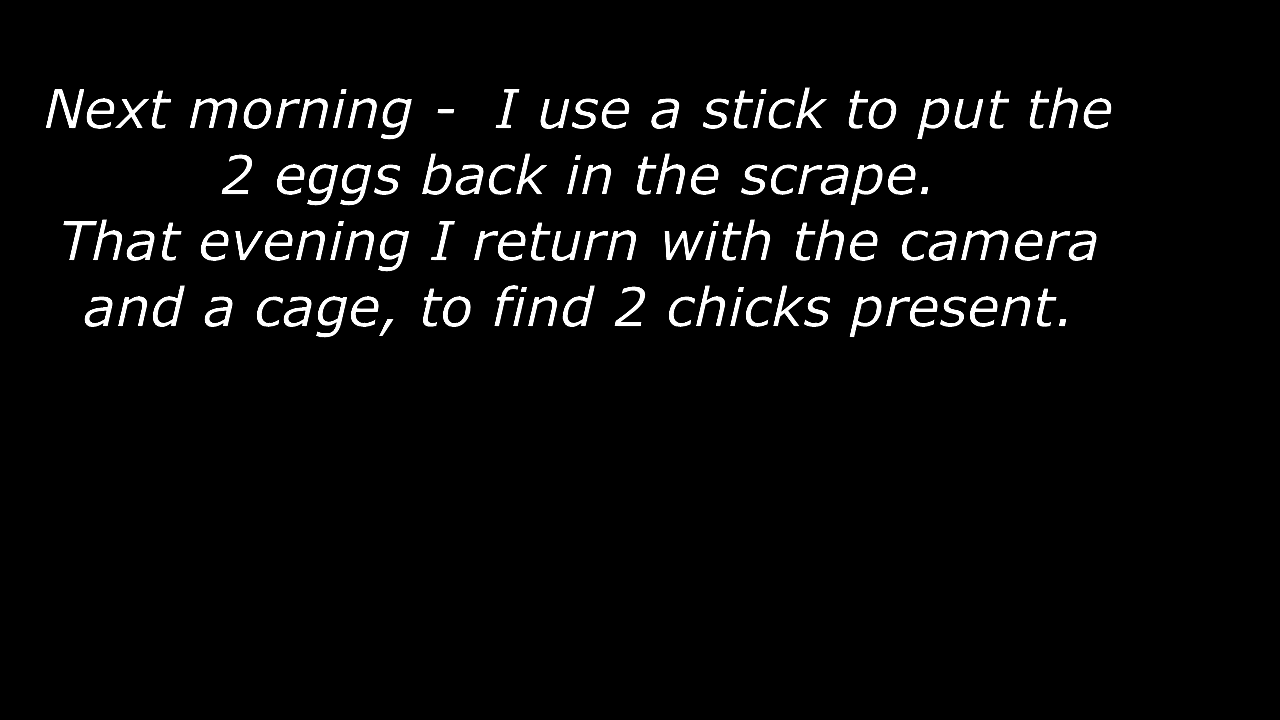 Next morning -  I use a stick to put the
2 eggs back in the scrape.
That evening I return with the camera
and a cage, to find 2 chicks present.